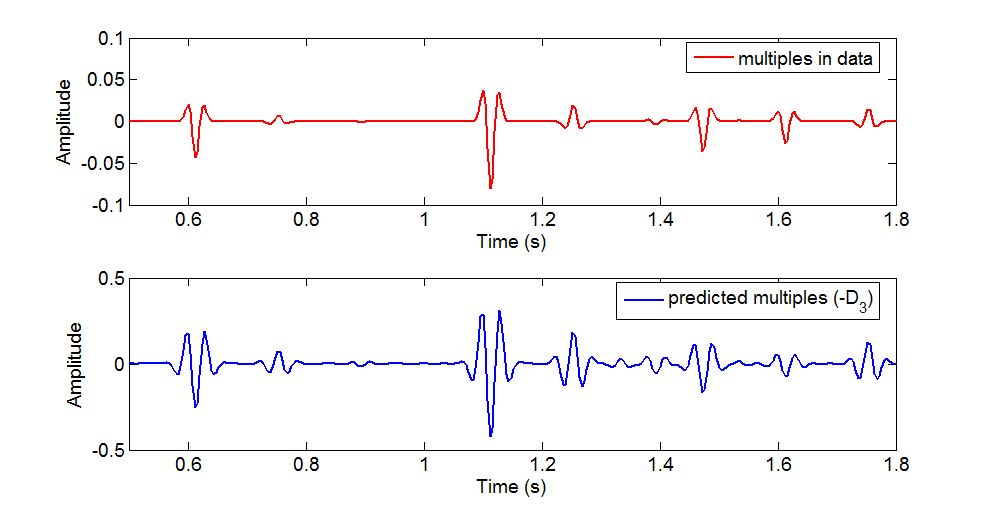 0.1
0.05
0
-0.05
-0.1
Amplitude
multiples in data
0.6 0.8 1 1.2 1.4 1.6 1.8
Time (s)
0.5
0
-0.5
Amplitude
predicted multiples (-D3)
0.6 0.8 1 1.2 1.4 1.6 1.8
Time (s)